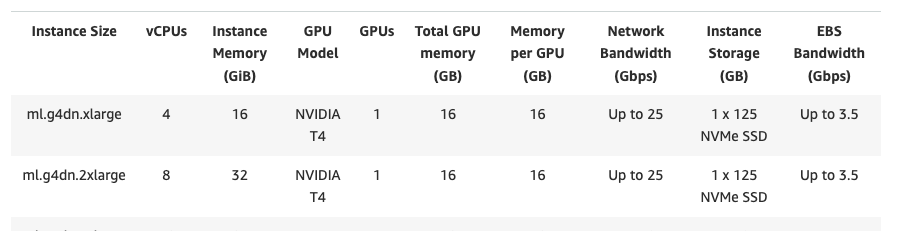 Instance Size vCPUs Instance Memory (GiB) GPU Model GPUs Total GPU memory (GB) Memory per GPU (GB) Network Bandwidth (Gbps) Instance Storage (GB) EBS Bandwidth (Gbps)
ml.g4dn.xlarge 4 16 NVIDIA T4 1 16 16 Up to 25 1 x 125 NVMe SSD Up to 3.5
ml.g4dn.2xlarge 8 32 NVIDIA T4 1 16 16 Up to 25 1 x 125 NVMe SSD Up to 3.5